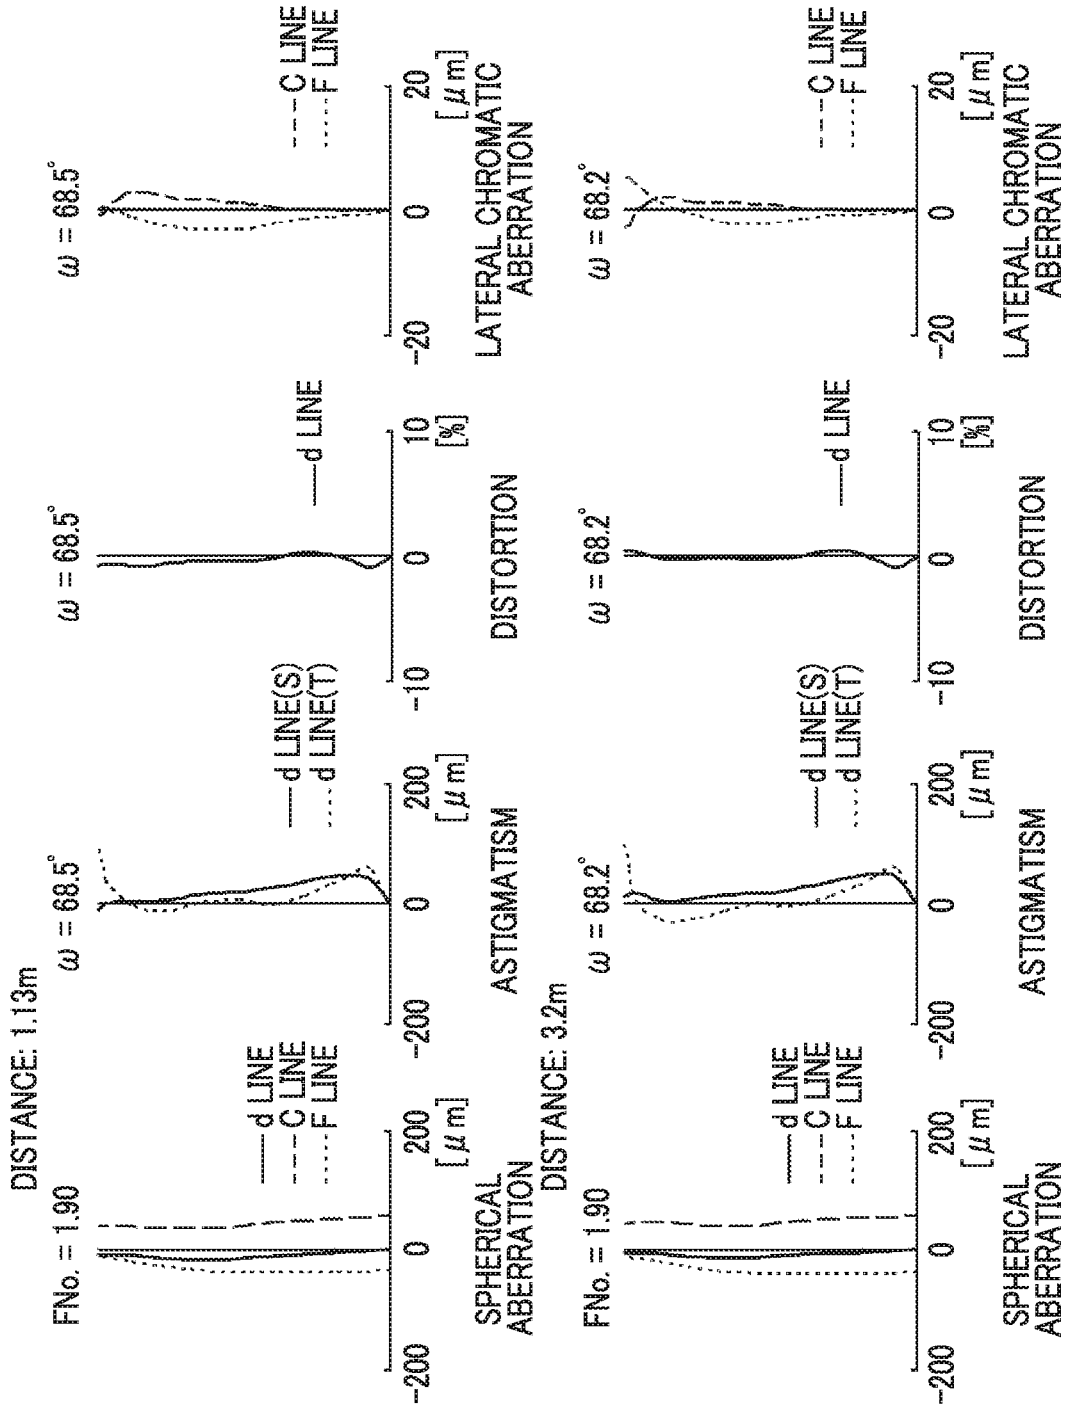 DISTANCE: 1.13m
FNo. = 1.90
d LINE
C LINE
F LINE
-200
0
200
[μm]
SPHERICAL
ABERRATION
ω = 68.5°
d LINE(S)
d LINE(T)
-200
0
200
[μm]
ASTIGMATISM
ω = 68.5°
d LINE
-10
0
10
[%]
DISTORTION
ω = 68.5°
C LINE
F LINE
-20
0
20
[μm]
LATERAL CHROMATIC
ABERRATION
DISTANCE: 3.2m
FNo. = 1.90
d LINE
C LINE
F LINE
-200
0
200
[μm]
SPHERICAL
ABERRATION
ω = 68.2°
d LINE(S)
d LINE(T)
-200
0
200
[μm]
ASTIGMATISM
ω = 68.2°
d LINE
-10
0
10
[%]
DISTORTION
ω = 68.2°
C LINE
F LINE
-20
0
20
[μm]
LATERAL CHROMATIC
ABERRATION